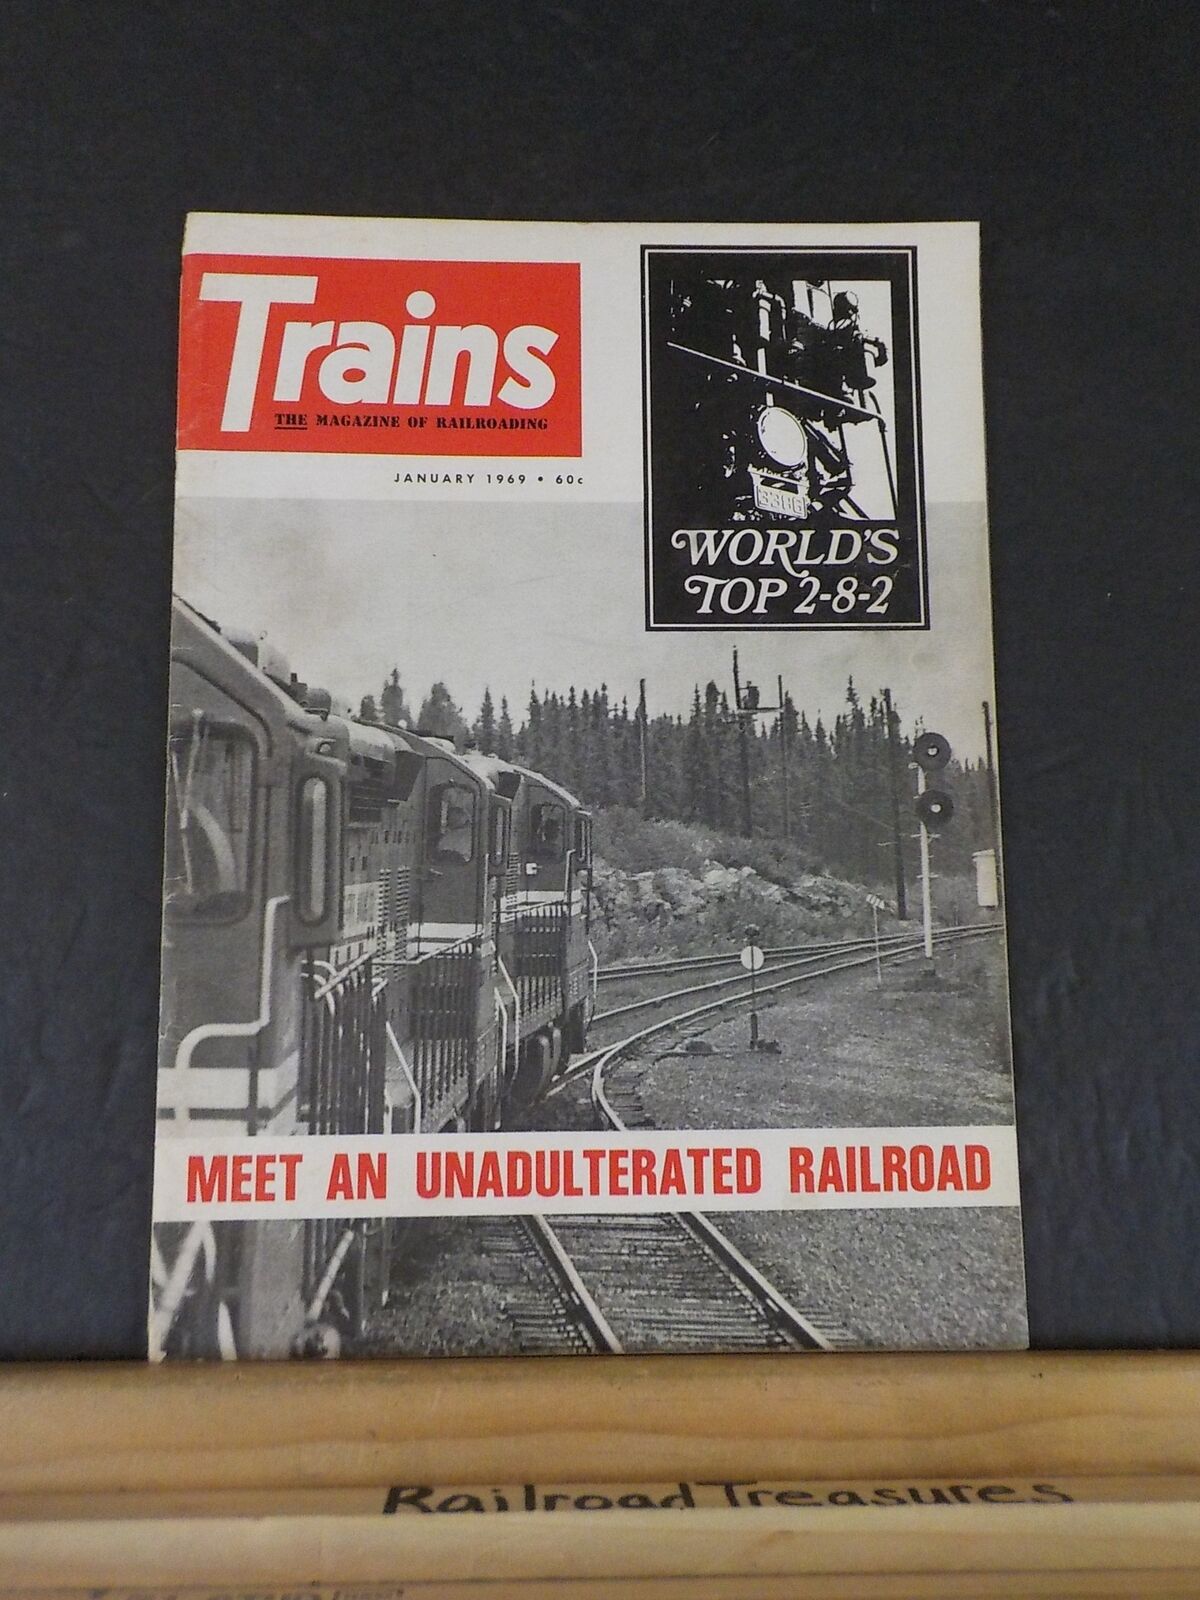 Trains
THE MAGAZINE OF RAILROADING
JANUARY 1969 • 60c
3386
WORLD'S
TOP 2-8-2
MEET AN UNADULTERATED RAILROAD
Railroad Treasures